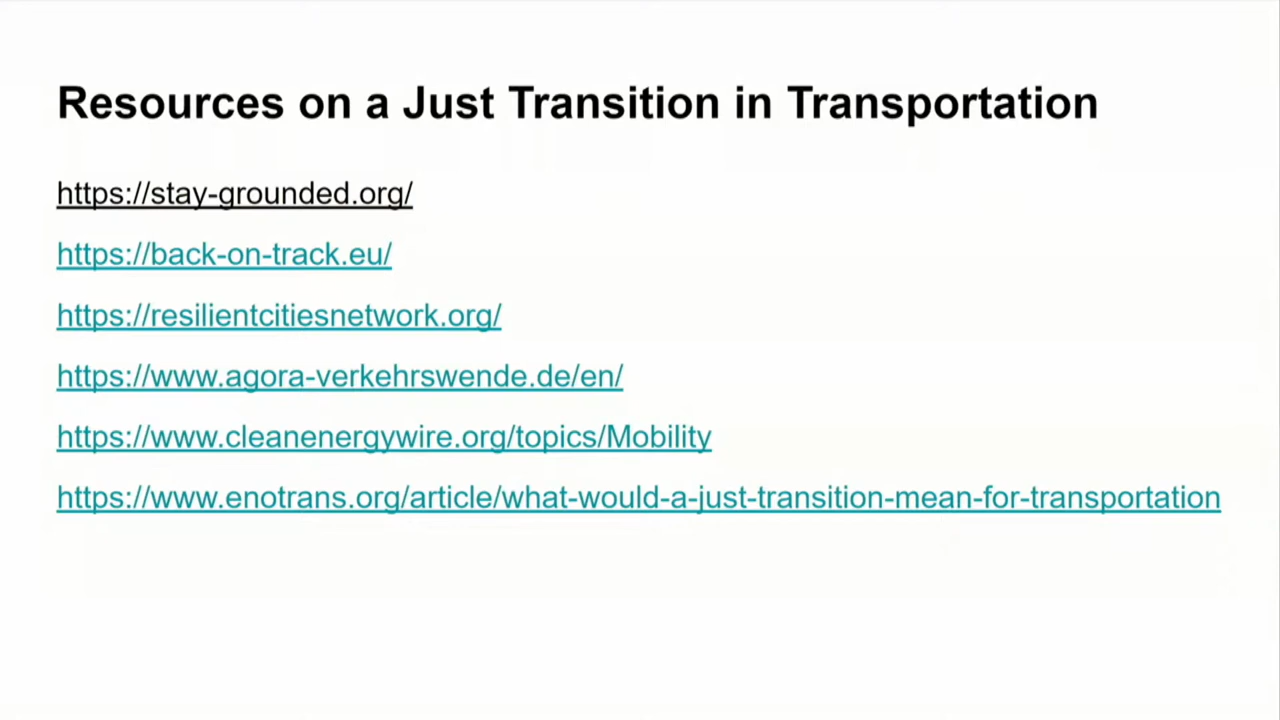 Resources on a Just Transition in Transportation
https://stay-grounded.org/
https://back-on-track.eu/
https://resilientcitiesnetwork.org/
https://www.agora-verkehrswende.de/en/
https://www.cleanenergywire.org/topics/Mobility
https://www.enotrans.org/article/what-would-a-just-transition-mean-for-transportation